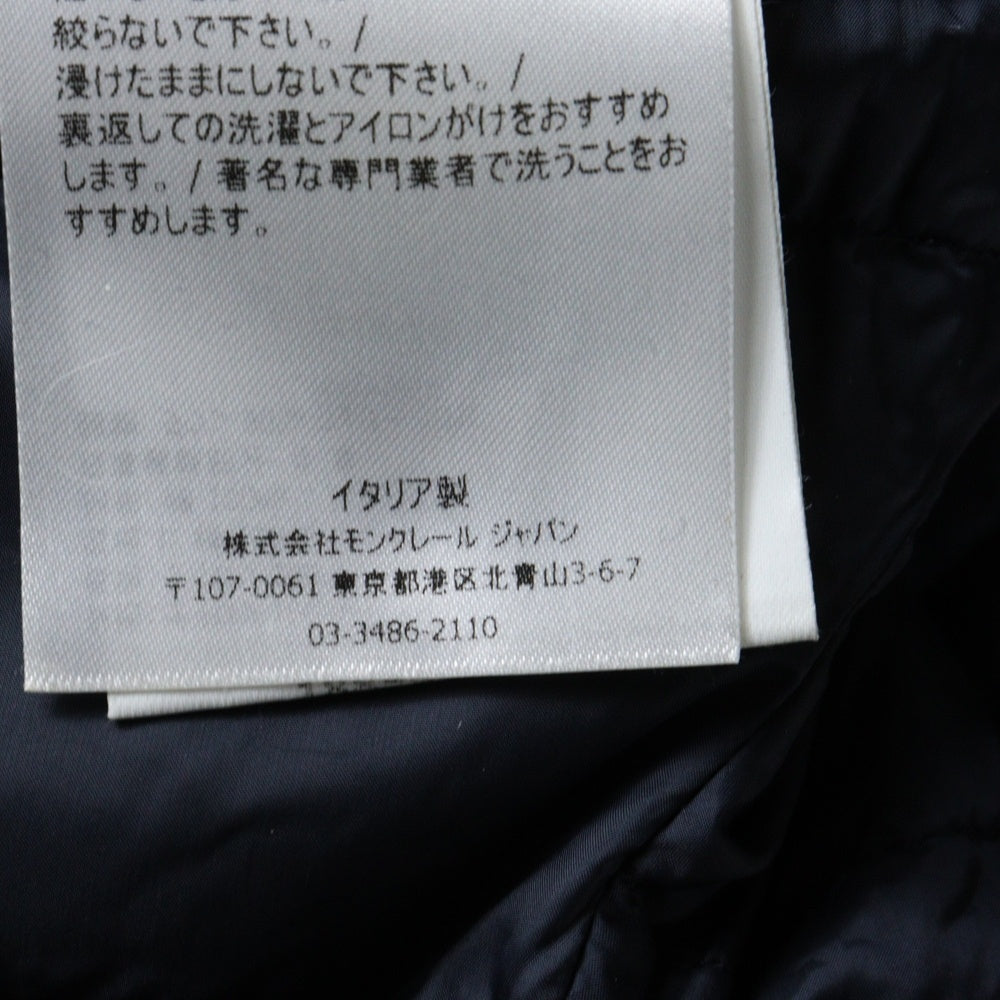 絞らないで下さい。/
浸けたままにしないで下さい。/
裏返しての洗濯とアイロンがけをおすすめ
します。/ 著名な専門業者で洗うことをお
すすめします。
イタリア製
株式会社モンクレール ジャパン
〒107-0061 東京都港区北青山3-6-7
03-3486-2110